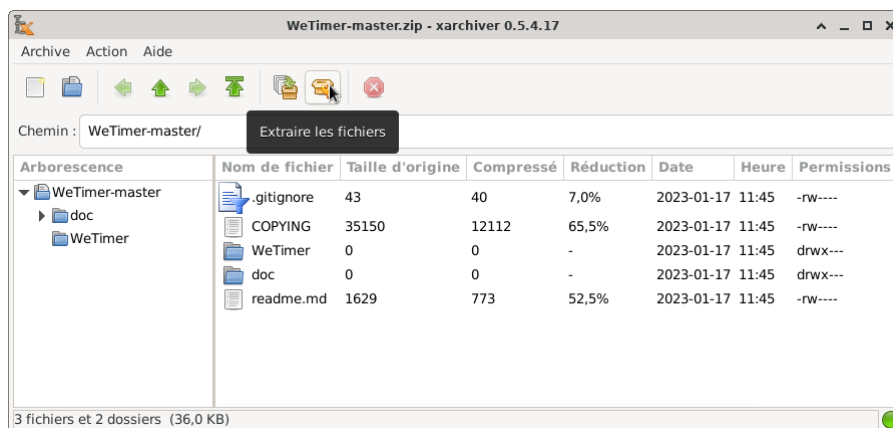 WeTimer-master.zip - xarchiver 0.5.4.17
Archive Action Aide
Chemin : WeTimer-master/
Extraire les fichiers
Arborescence
WeTimer-master
doc
WeTimer
Nom de fichier Taille d'origine Compressé Réduction Date Heure Permissions
.gitignore 43 40 7,0% 2023-01-17 11:45 -rw----
COPYING 35150 12112 65,5% 2023-01-17 11:45 -rw----
WeTimer 0 0 - 2023-01-17 11:45 drwx---
doc 0 0 - 2023-01-17 11:45 drwx---
readme.md 1629 773 52,5% 2023-01-17 11:45 -rw----
3 fichiers et 2 dossiers (36,0 KB)